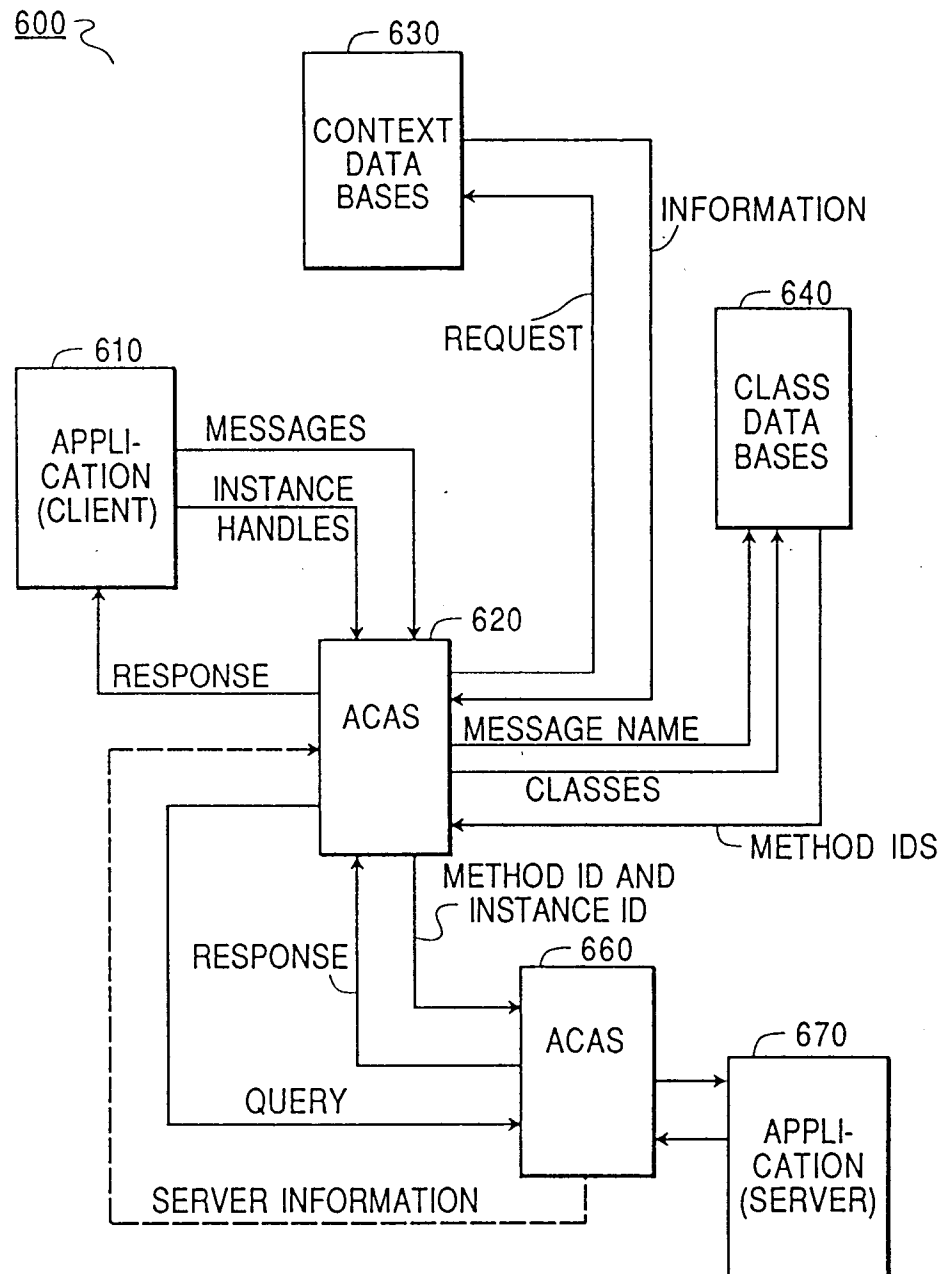 600
630
CONTEXT
DATA
BASES
INFORMATION
REQUEST
640
CLASS
DATA
BASES
610
APPLI-
CATION
(CLIENT)
MESSAGES
INSTANCE
HANDLES
620
RESPONSE
ACAS
MESSAGE NAME
CLASSES
METHOD IDS
METHOD ID AND
INSTANCE ID
RESPONSE
660
ACAS
670
QUERY
APPLI-
CATION
(SERVER)
SERVER INFORMATION